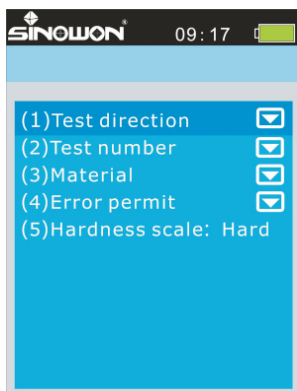 SINOWON
09:17
(1)Test direction
(2)Test number
(3)Material
(4)Error permit
(5)Hardness scale: Hard